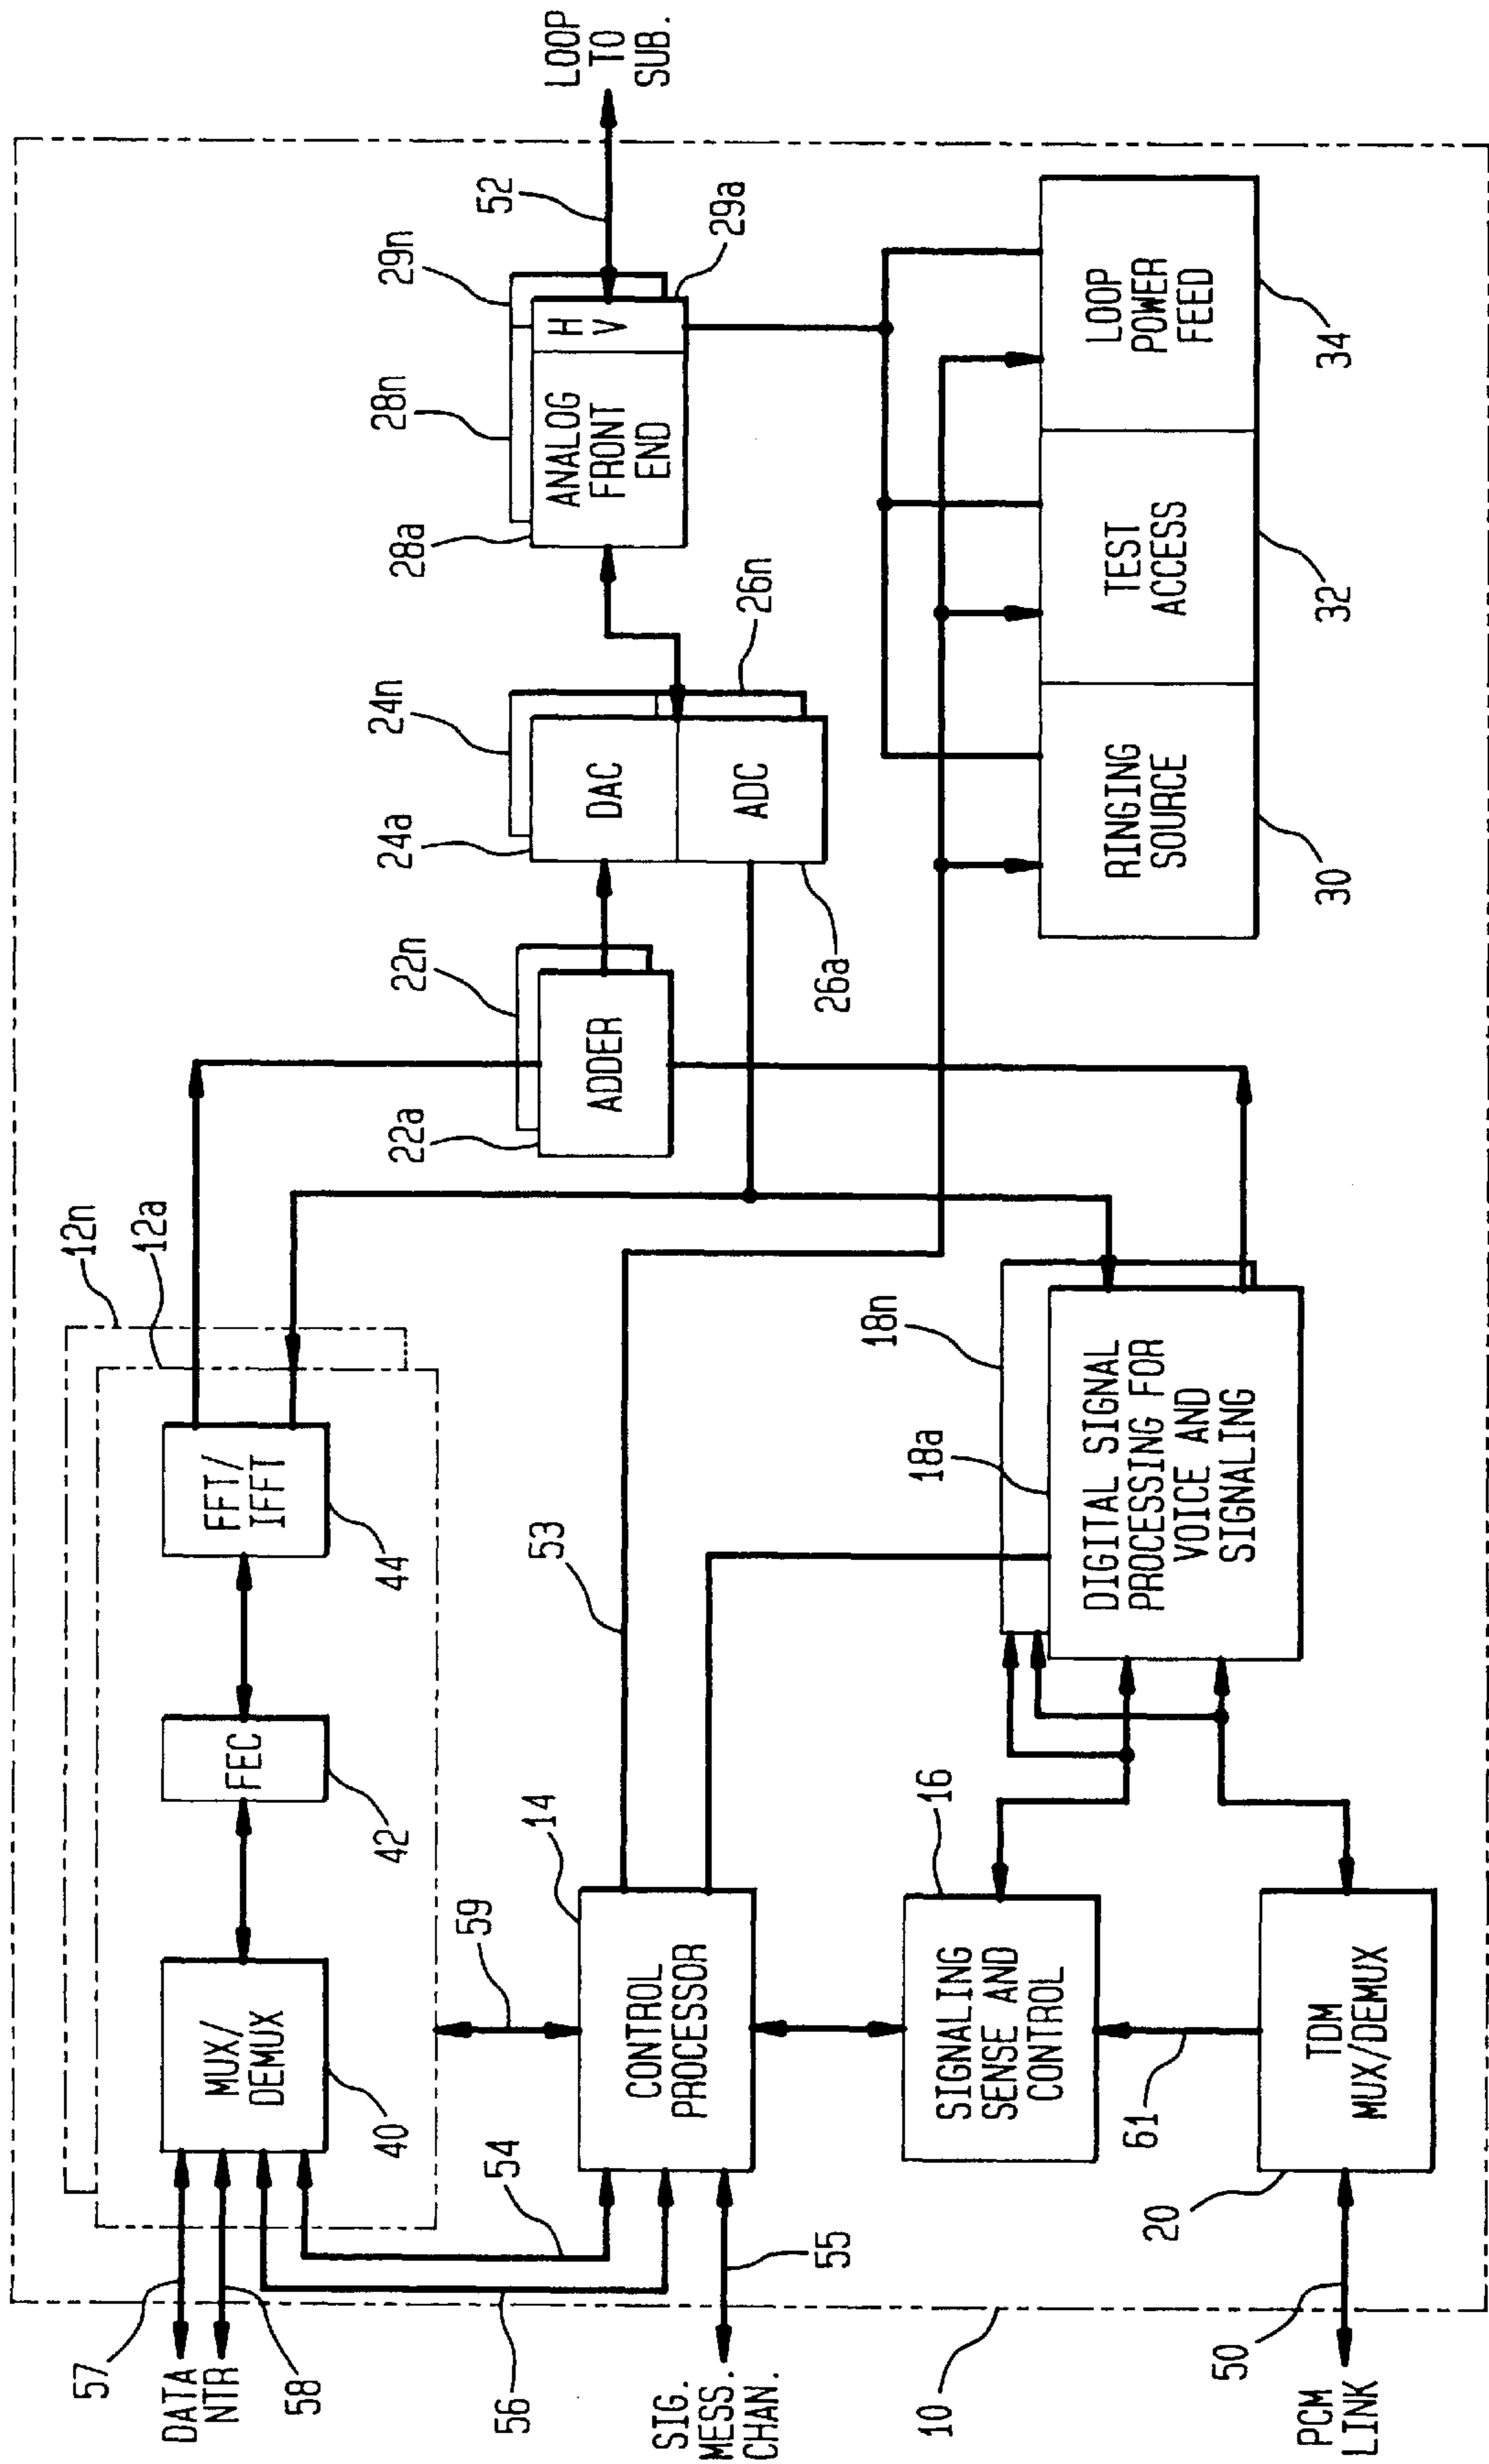 57
DATA
NTR
58
56
54
SIG.
MESS.
CHAN.
55
10
50
PCM
LINK
MUX/
DEMUX
40
FEC
42
FFT/
IFFT
44
12n
12a
59
CONTROL
PROCESSOR
14
53
SIGNALING
SENSE AND
CONTROL
16
61
TDM
MUX/DEMUX
20
DIGITAL SIGNAL
PROCESSING FOR
VOICE AND
SIGNALING
18a
18n
ADDER
22a
22n
DAC
24a
24n
ADC
26a
26n
ANALOG
FRONT
END
28a
28n
H
V
29n
29a
52
LOOP
TO
SUB.
RINGING
SOURCE
30
TEST
ACCESS
32
LOOP
POWER
FEED
34